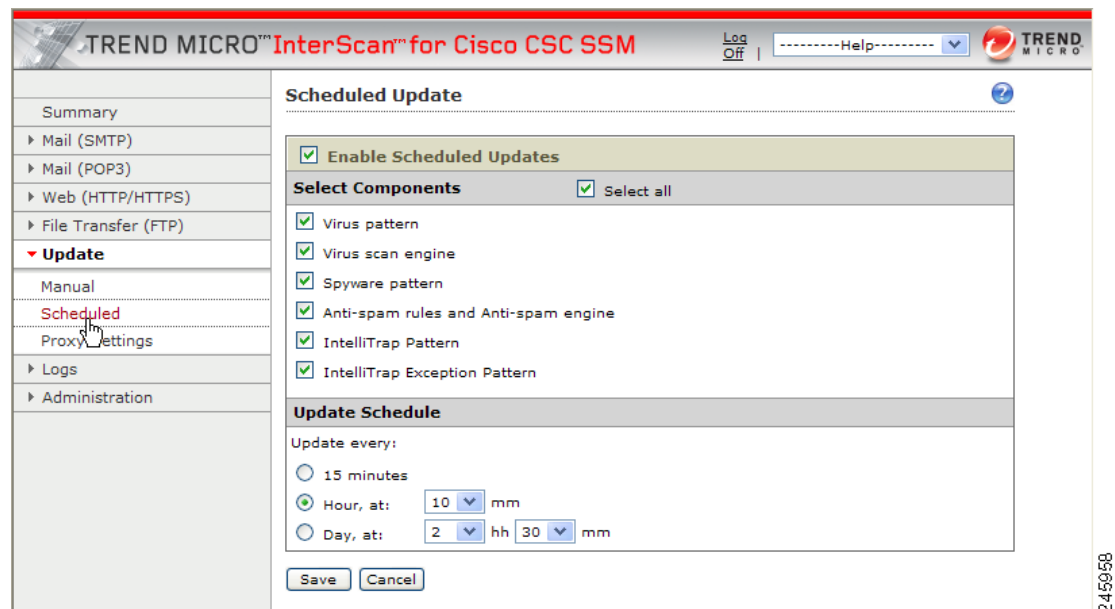 TREND MICRO™ InterScan™ for Cisco CSC SSM
Log Off |
---------Help---------
TREND MICRO
Summary
Mail (SMTP)
Mail (POP3)
Web (HTTP/HTTPS)
File Transfer (FTP)
Update
Manual
Scheduled
Proxy Settings
Logs
Administration
Scheduled Update
?
Enable Scheduled Updates
Select Components
Select all
Virus pattern
Virus scan engine
Spyware pattern
Anti-spam rules and Anti-spam engine
IntelliTrap Pattern
IntelliTrap Exception Pattern
Update Schedule
Update every:
15 minutes
Hour, at: 10 mm
Day, at: 2 hh 30 mm
Save Cancel
245958